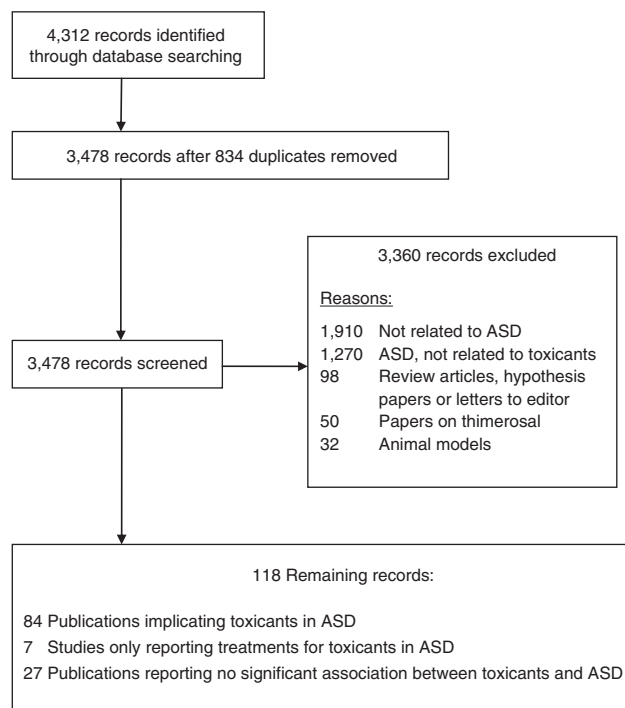 4,312 records identified
through database searching
3,478 records after 834 duplicates removed
3,478 records screened
3,360 records excluded
Reasons:
1,910 Not related to ASD
1,270 ASD, not related to toxicants
98 Review articles, hypothesis
papers or letters to editor
50 Papers on thimerosal
32 Animal models
118 Remaining records:
84 Publications implicating toxicants in ASD
7 Studies only reporting treatments for toxicants in ASD
27 Publications reporting no significant association between toxicants and ASD